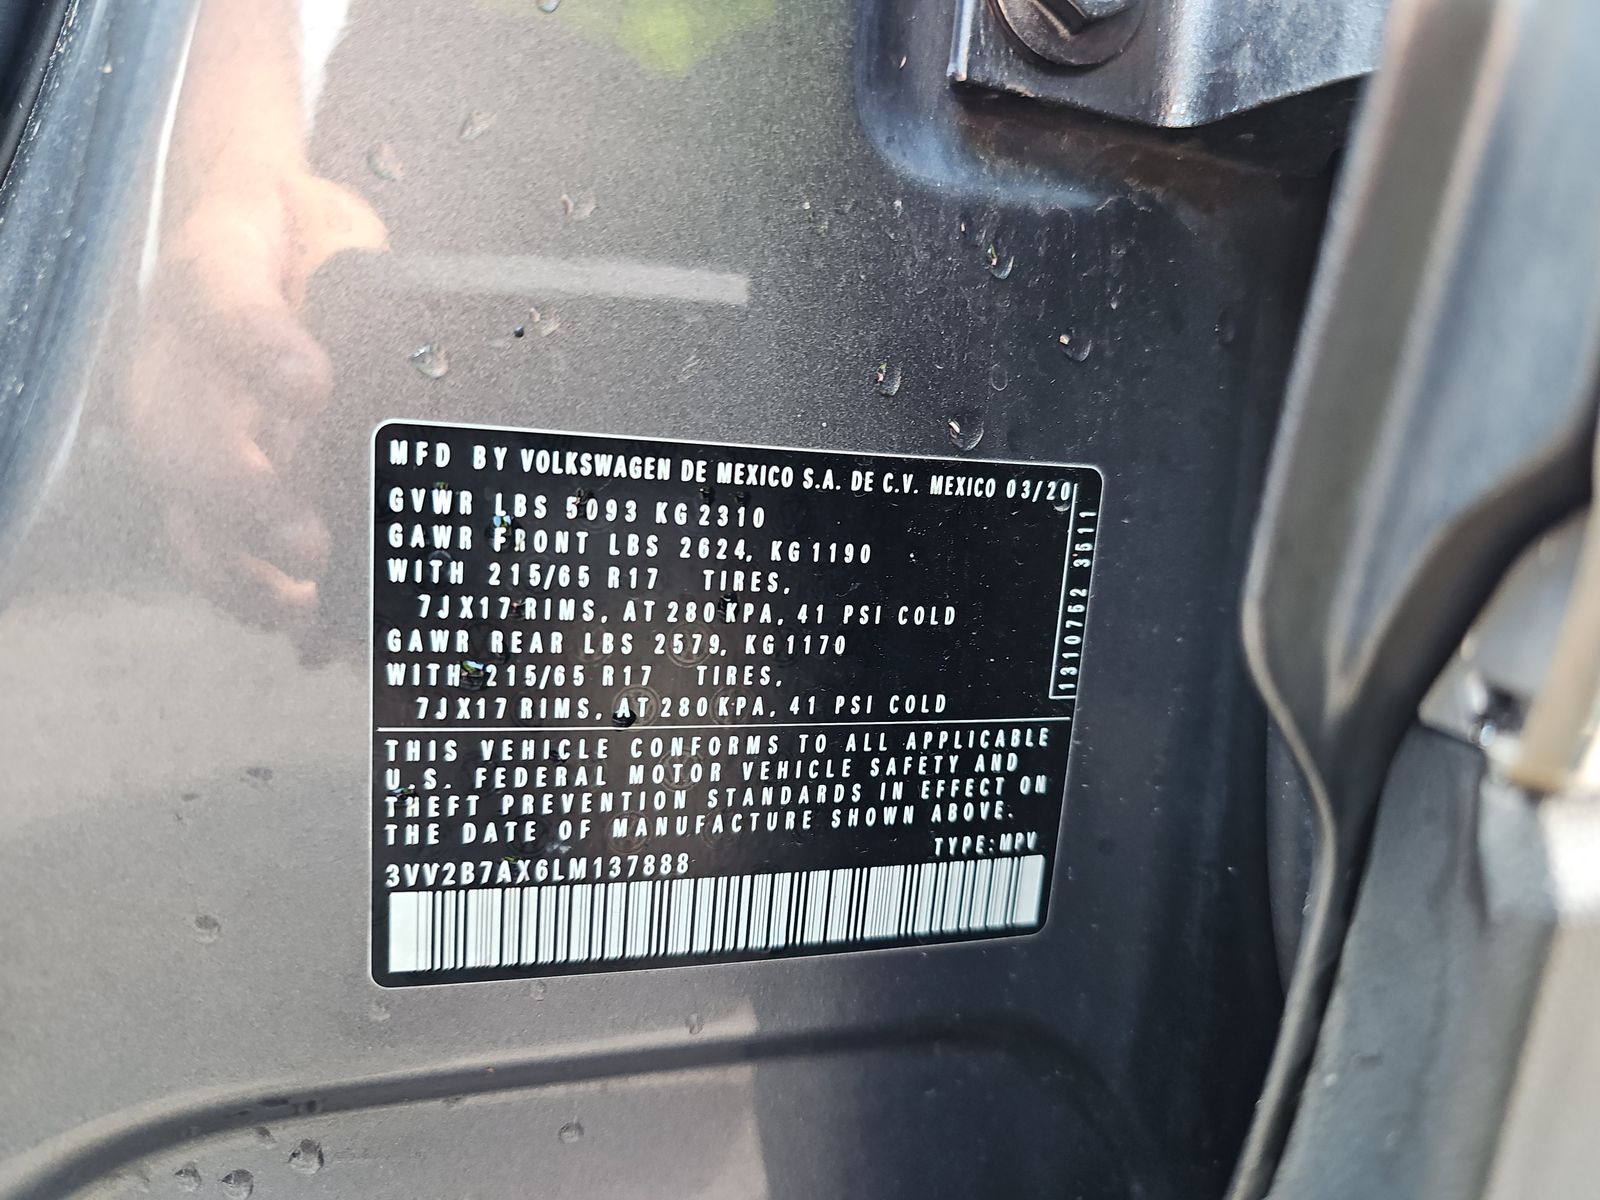 MFD BY VOLKSWAGEN DE MEXICO S.A. DE C.V. MEXICO 03/20
GVWR LBS 5093 KG 2310
GAWR FRONT LBS 2624, KG 1190
WITH 215/65 R17 TIRES,
7JX17 RIMS, AT 280 KPA, 41 PSI COLD
GAWR REAR LBS 2579, KG 1170
WITH 215/65 R17 TIRES,
7JX17 RIMS, AT 280 KPA, 41 PSI COLD
THIS VEHICLE CONFORMS TO ALL APPLICABLE
U.S. FEDERAL MOTOR VEHICLE SAFETY AND
THEFT PREVENTION STANDARDS IN EFFECT ON
THE DATE OF MANUFACTURE SHOWN ABOVE.
TYPE: MPV
3VV2B7AX6LM137888